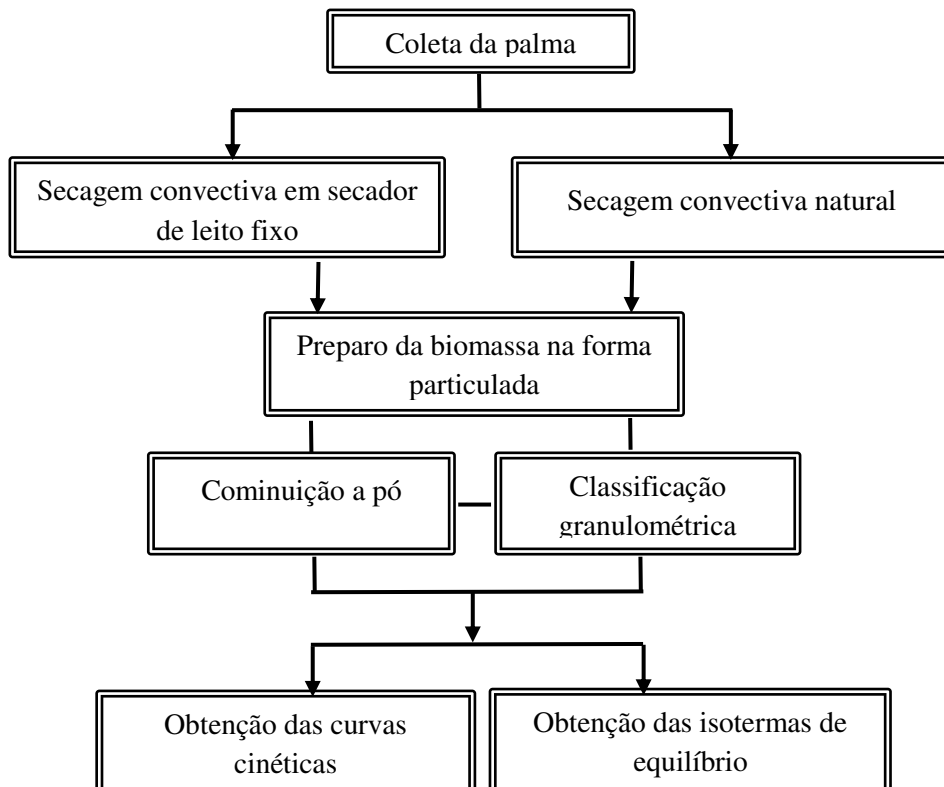 Coleta da palma
Secagem convectiva em secador
de leito fixo
Secagem convectiva natural
Preparo da biomassa na forma
particulada
Cominuição a pó
Classificação
granulométrica
Obtenção das curvas
cinéticas
Obtenção das isotermas de
equilíbrio